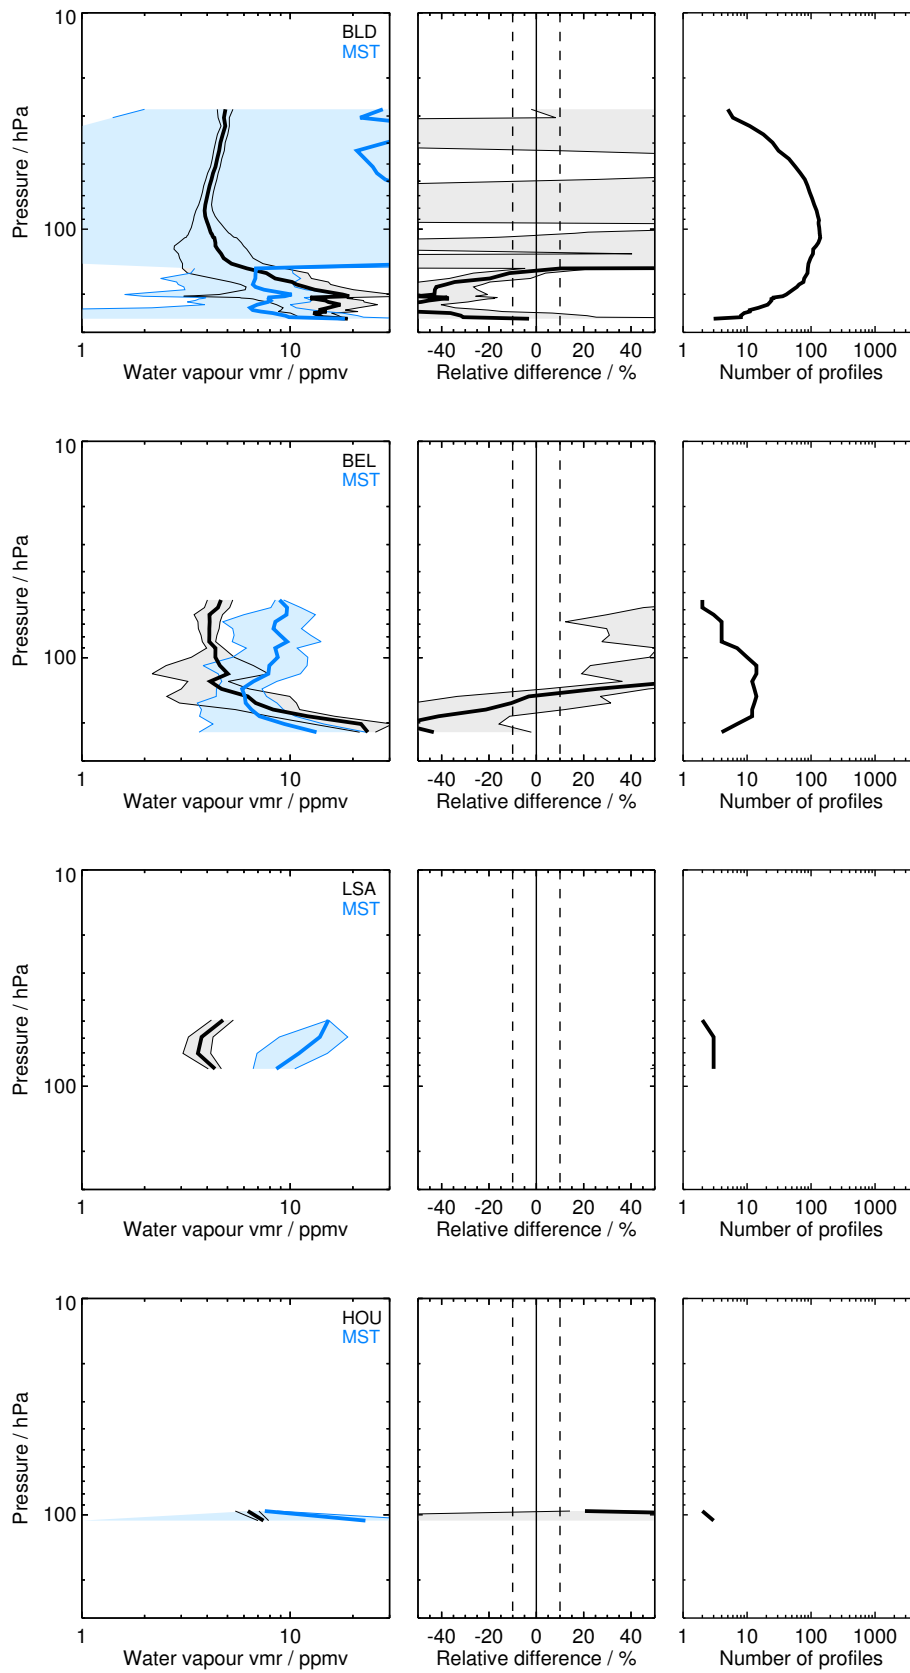 10
BLD
MST
Pressure / hPa
100
1
10
-40
-20
0
20
40
1
10
100
1000
Water vapour vmr / ppmv
Relative difference / %
Number of profiles
10
BEL
MST
Pressure / hPa
100
1
10
-40
-20
0
20
40
1
10
100
1000
Water vapour vmr / ppmv
Relative difference / %
Number of profiles
10
LSA
MST
Pressure / hPa
100
1
10
-40
-20
0
20
40
1
10
100
1000
Water vapour vmr / ppmv
Relative difference / %
Number of profiles
10
HOU
MST
Pressure / hPa
100
1
10
-40
-20
0
20
40
1
10
100
1000
Water vapour vmr / ppmv
Relative difference / %
Number of profiles